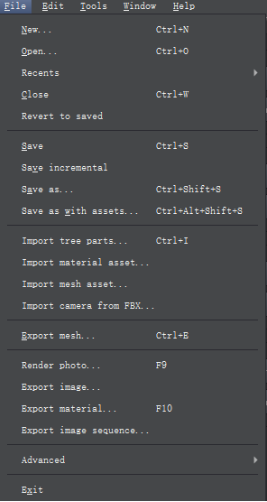 File Edit Tools Window Help
New... Ctrl+N
Open... Ctrl+O
Recents
Close Ctrl+W
Revert to saved
Save Ctrl+S
Save incremental
Save as... Ctrl+Shift+S
Save as with assets... Ctrl+Alt+Shift+S
Import tree parts... Ctrl+I
Import material asset...
Import mesh asset...
Import camera from FBX...
Export mesh... Ctrl+E
Render photo... F9
Export image...
Export material... F10
Export image sequence...
Advanced
Exit